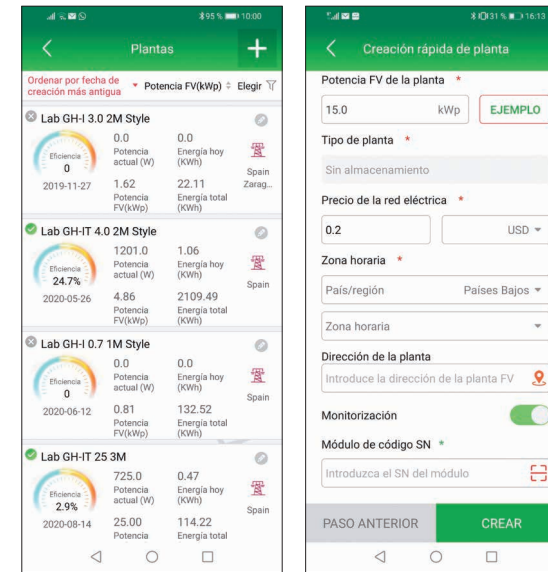 95 % 10:00
Plantas
Ordenar por fecha de
creación más antigua
Potencia FV(kWp)
Elegir
Lab GH-I 3.0 2M Style
Eficiencia
0
2019-11-27
0.0
Potencia
actual (W)
0.0
Energía hoy
(KWh)
1.62
Potencia
FV(kWp)
22.11
Energía total
(KWh)
Spain
Zarag...
Lab GH-IT 4.0 2M Style
Eficiencia
24.7%
2020-05-26
1201.0
Potencia
actual (W)
1.06
Energía hoy
(KWh)
4.86
Potencia
FV(kWp)
2109.49
Energía total
(KWh)
Spain
Lab GH-I 0.7 1M Style
Eficiencia
0
2020-06-12
0.0
Potencia
actual (W)
0.0
Energía hoy
(KWh)
0.81
Potencia
FV(kWp)
132.52
Energía total
(KWh)
Spain
Lab GH-IT 25 3M
Eficiencia
2.9%
2020-08-14
725.0
Potencia
actual (W)
0.47
Energía hoy
(KWh)
25.00
Potencia
114.22
Energía total
Spain
31 % 16:13
Creación rápida de planta
Potencia FV de la planta *
15.0 kWp EJEMPLO
Tipo de planta *
Sin almacenamiento
Precio de la red eléctrica *
0.2 USD
Zona horaria *
País/región Países Bajos
Zona horaria
Dirección de la planta
Introduce la dirección de la planta FV
Monitorización
Módulo de código SN *
Introduzca el SN del módulo
PASO ANTERIOR CREAR